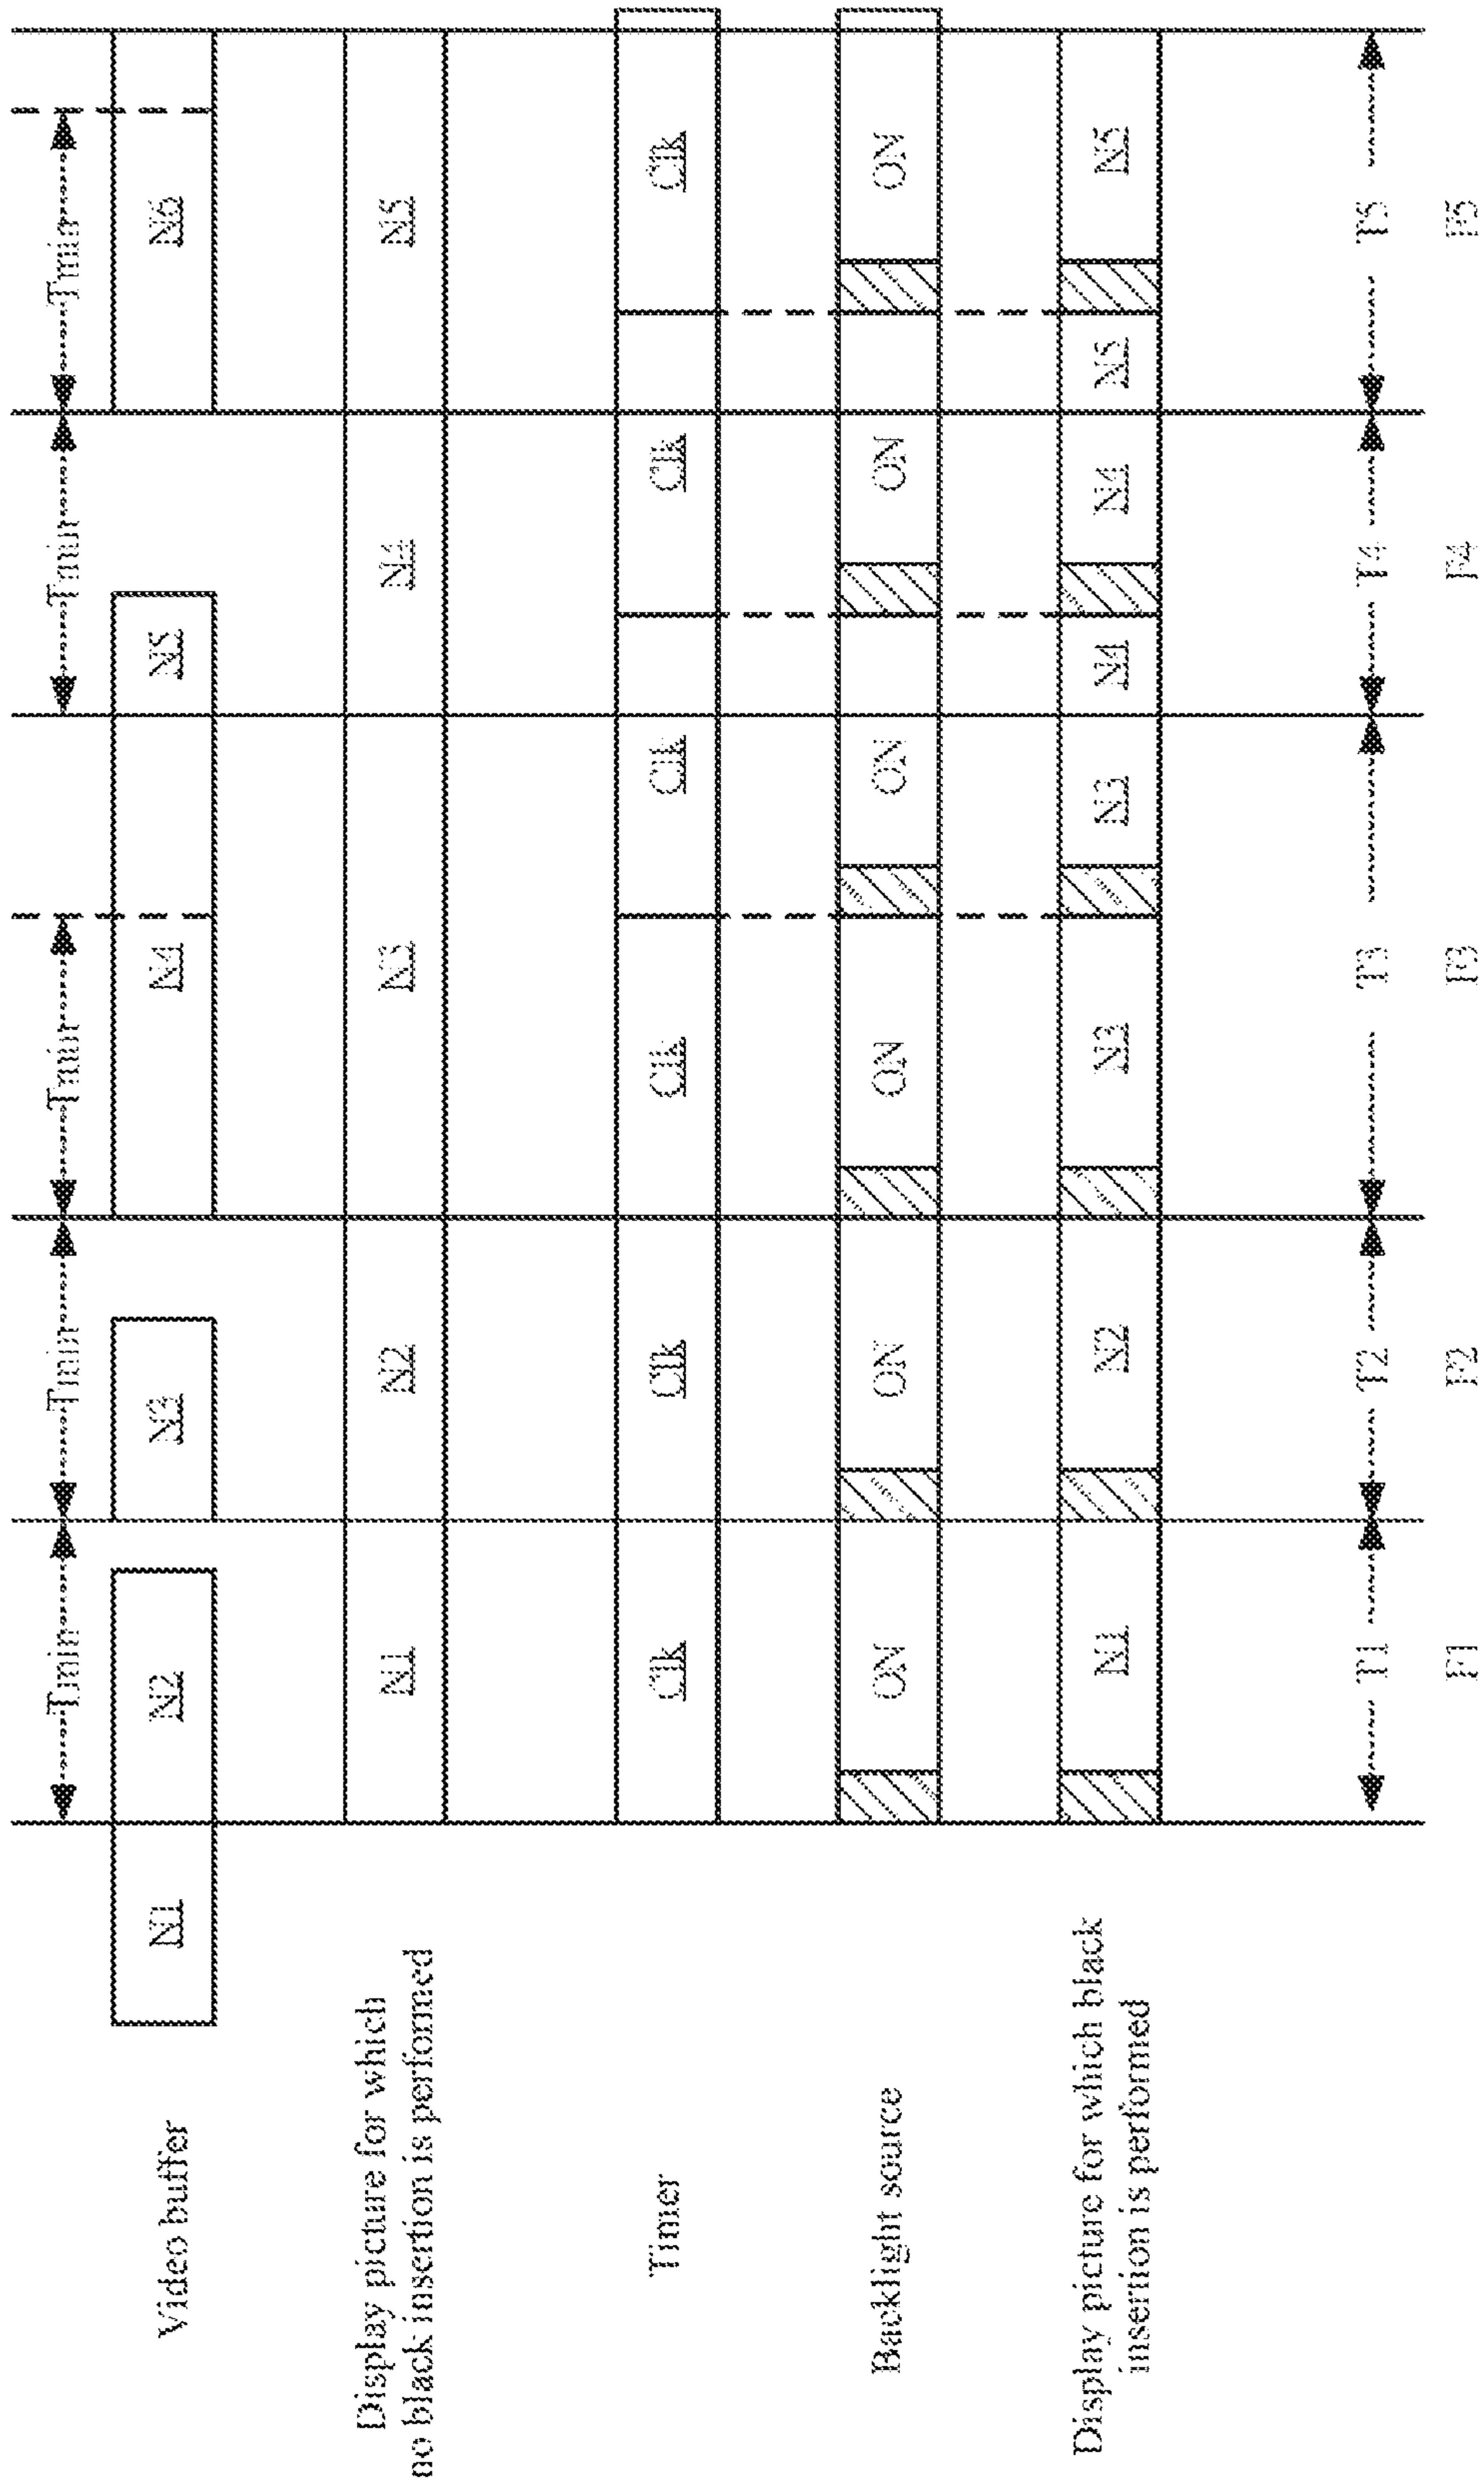 Tmin Tmin Tmin Tmin Tmin
Video buffer
N1 N2 N3 N4 N5 N6
Display picture for which
no black insertion is performed
N1 N2 N3 N4 N5
Timer
Clk Clk Clk Clk Clk Clk
Backlight source
ON ON ON ON ON ON
Display picture for which black
insertion is performed
N1 N2 N3 N3 N4 N4 N5 N5
T1 T2 T3 T4 T5
F1 F2 F3 F4 F5